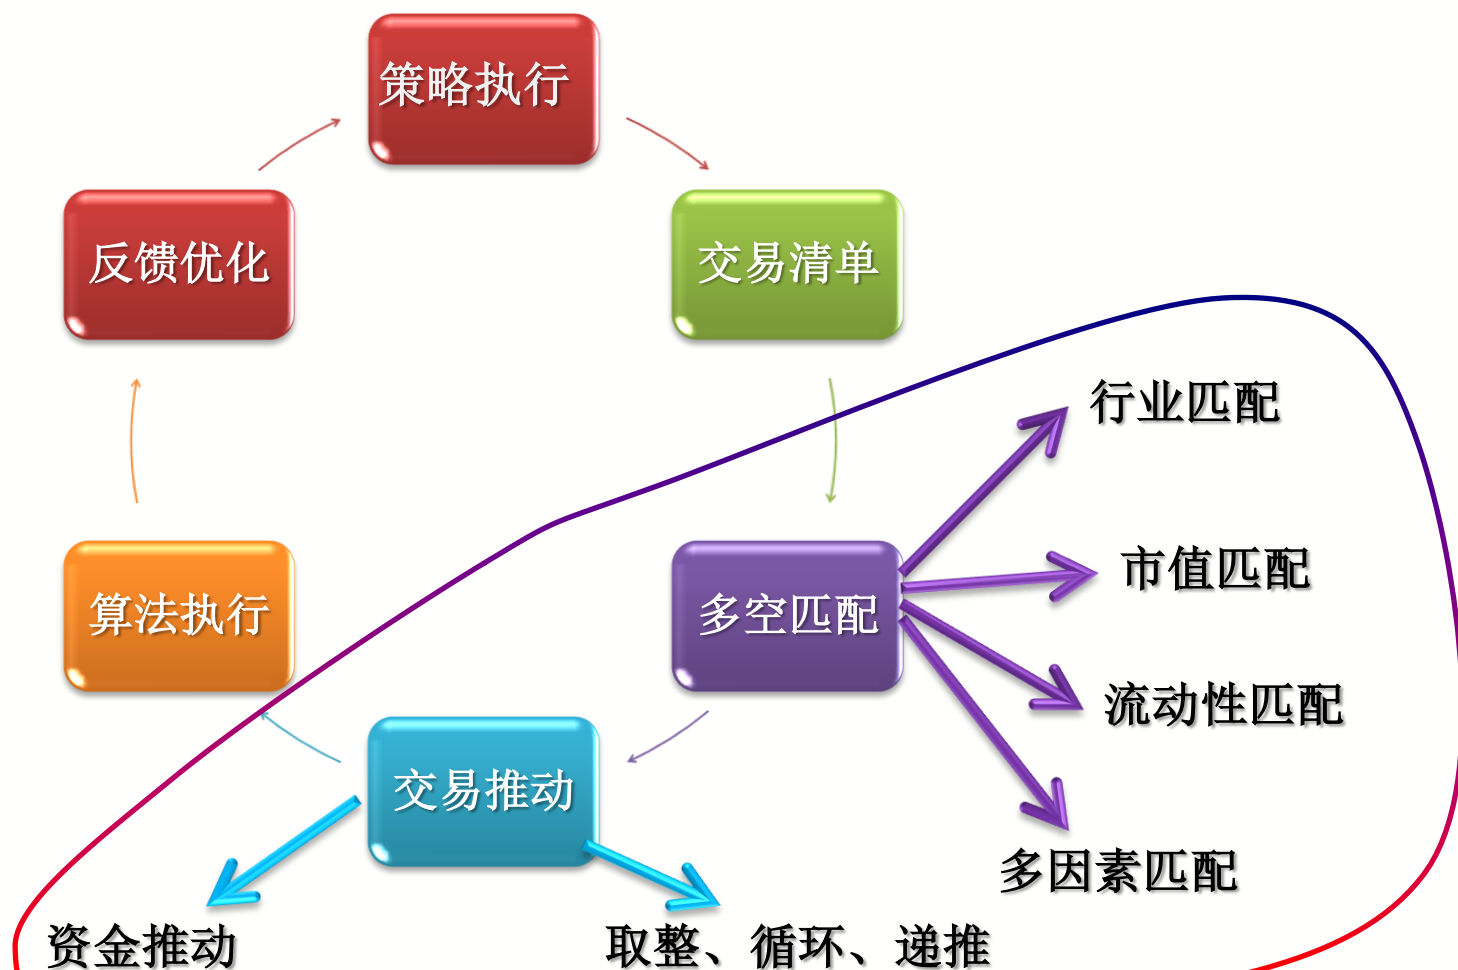 策略执行
反馈优化
交易清单
行业匹配
市值匹配
算法执行
多空匹配
流动性匹配
交易推动
多因素匹配
资金推动
取整、循环、递推